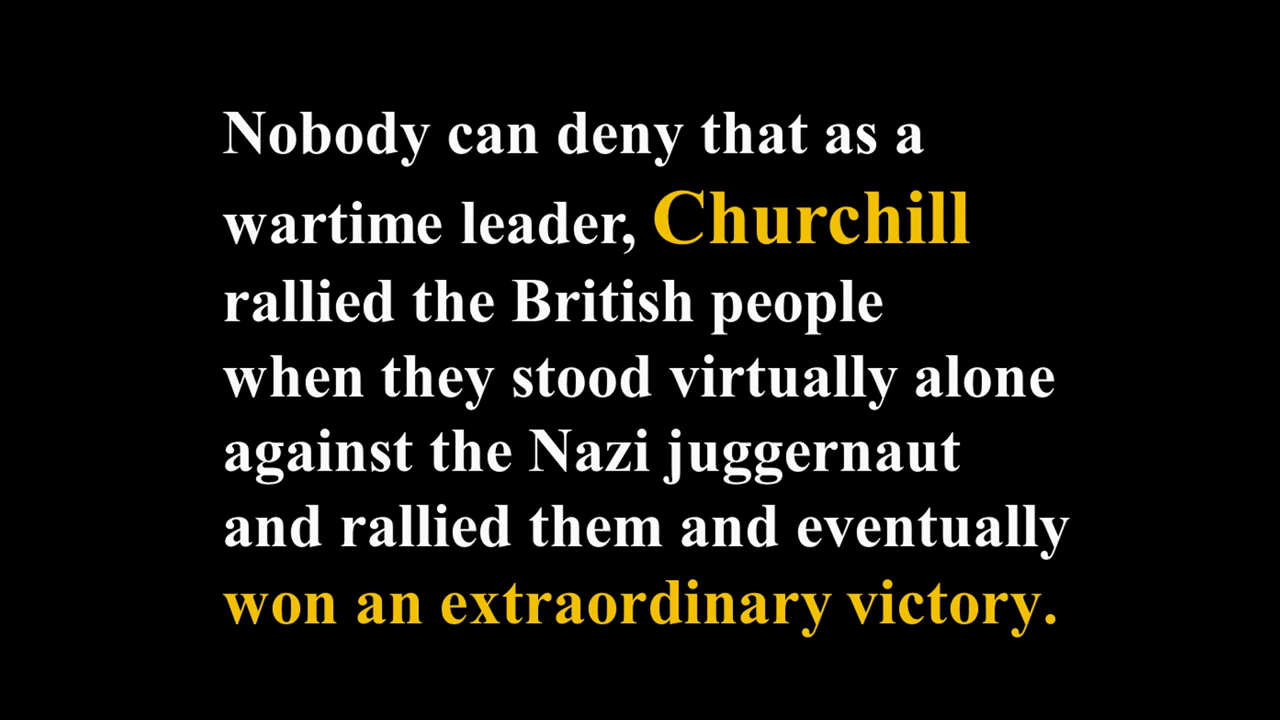 Nobody can deny that as a
wartime leader, Churchill
rallied the British people
when they stood virtually alone
against the Nazi juggernaut
and rallied them and eventually
won an extraordinary victory.